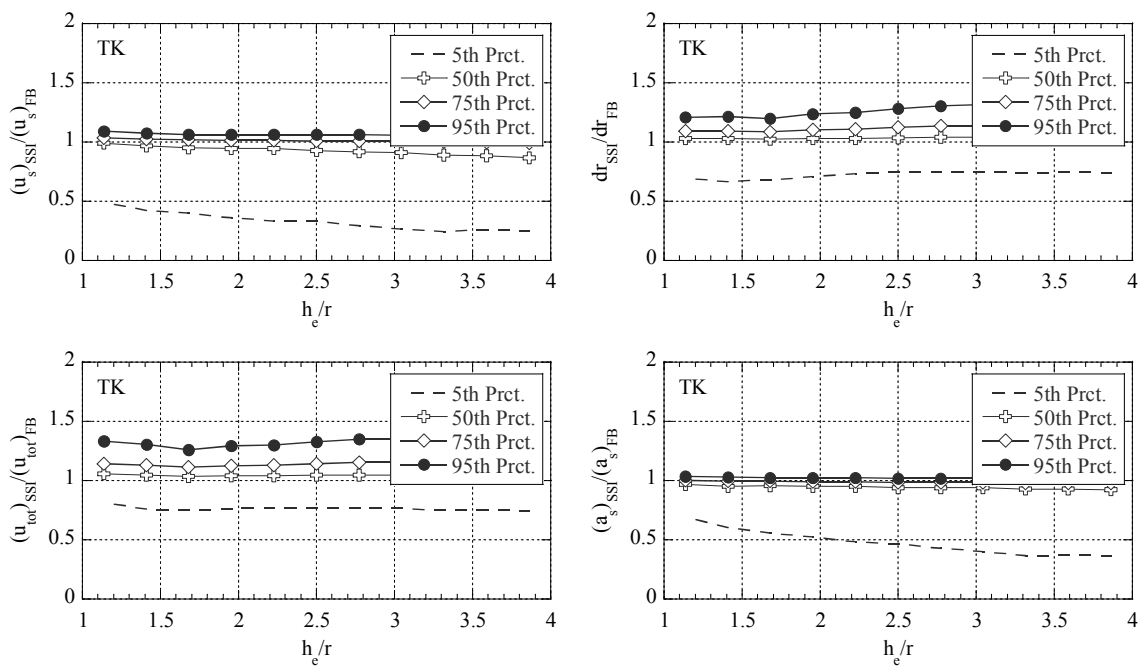 2
TK
5th Prct.
50th Prct.
75th Prct.
95th Prct.
1.5
1
0.5
0
(u_s)_SSI/(u_s)_FB
1 1.5 2 2.5 3 3.5 4
h_e/r
2
TK
5th Prct.
50th Prct.
75th Prct.
95th Prct.
1.5
1
0.5
0
dr_SSI/dr_FB
1 1.5 2 2.5 3 3.5 4
h_e/r
2
TK
5th Prct.
50th Prct.
75th Prct.
95th Prct.
1.5
1
0.5
0
(u_tot)_SSI/(u_tot)_FB
1 1.5 2 2.5 3 3.5 4
h_e/r
2
TK
5th Prct.
50th Prct.
75th Prct.
95th Prct.
1.5
1
0.5
0
(a_s)_SSI/(a_s)_FB
1 1.5 2 2.5 3 3.5 4
h_e/r